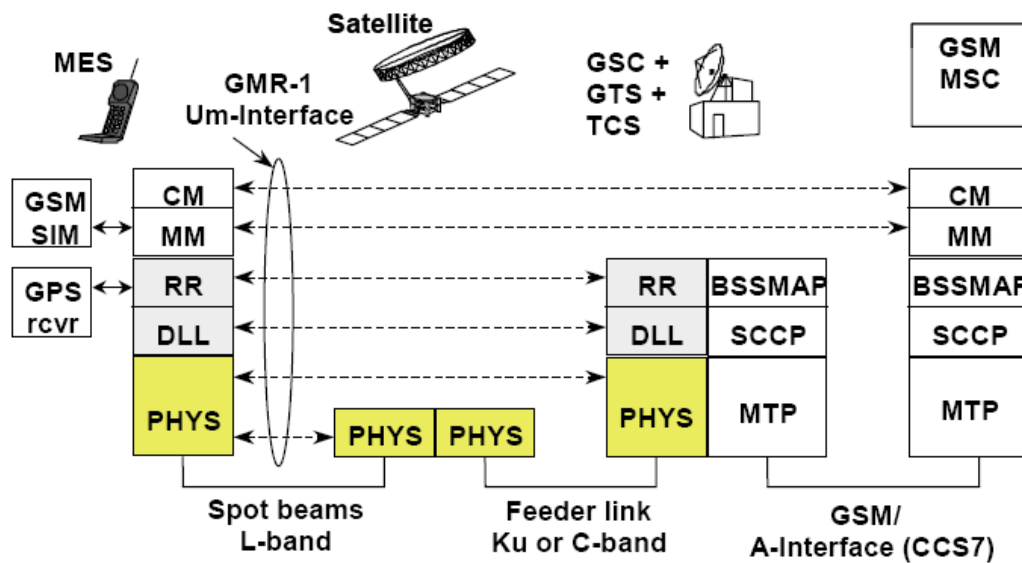 Satellite
MES
GMR-1
Um-Interface
GSC +
GTS +
TCS
GSM
MSC
GSM
SIM
CM
CM
MM
MM
GPS
rcvr
RR
RR
BSSMAP
BSSMAP
DLL
DLL
SCCP
SCCP
PHYS
PHYS
PHYS
PHYS
MTP
MTP
Spot beams
L-band
Feeder link
Ku or C-band
GSM/
A-Interface (CCS7)